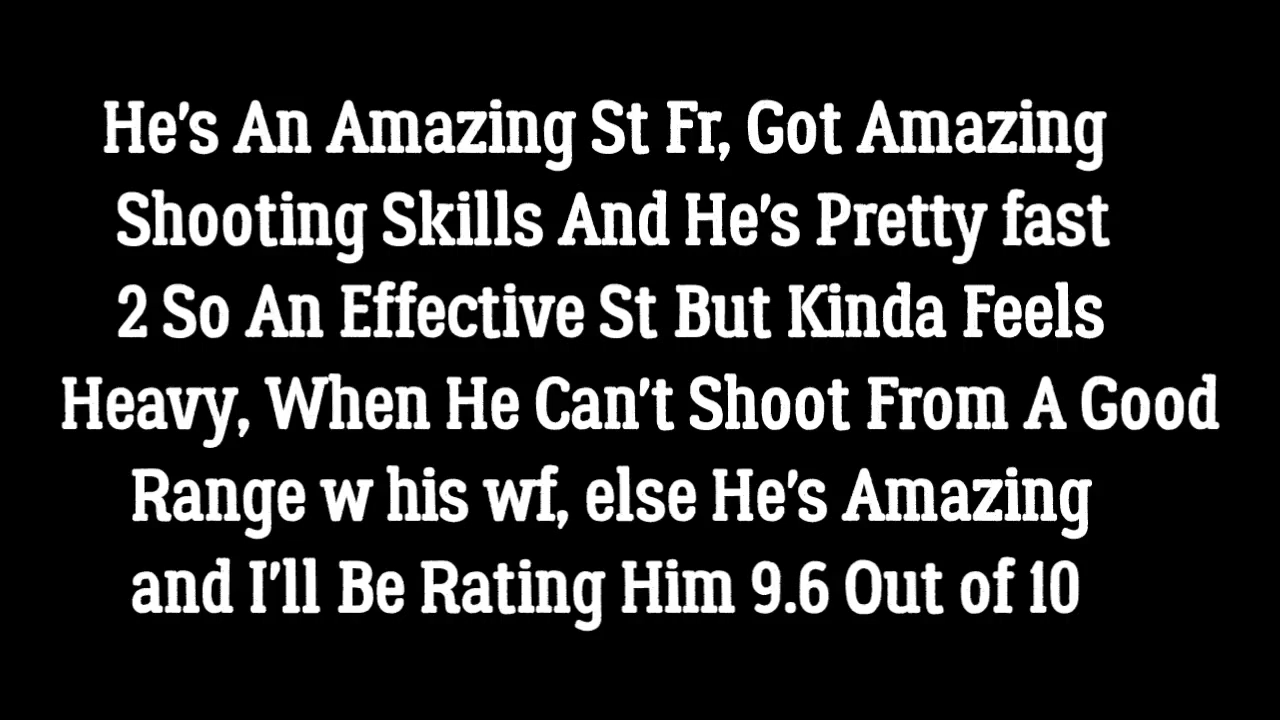 He's An Amazing St Fr, Got Amazing
Shooting Skills And He's Pretty fast
2 So An Effective St But Kinda Feels
Heavy, When He Can't Shoot From A Good
Range w his wf, else He's Amazing
and I'll Be Rating Him 9.6 Out of 10